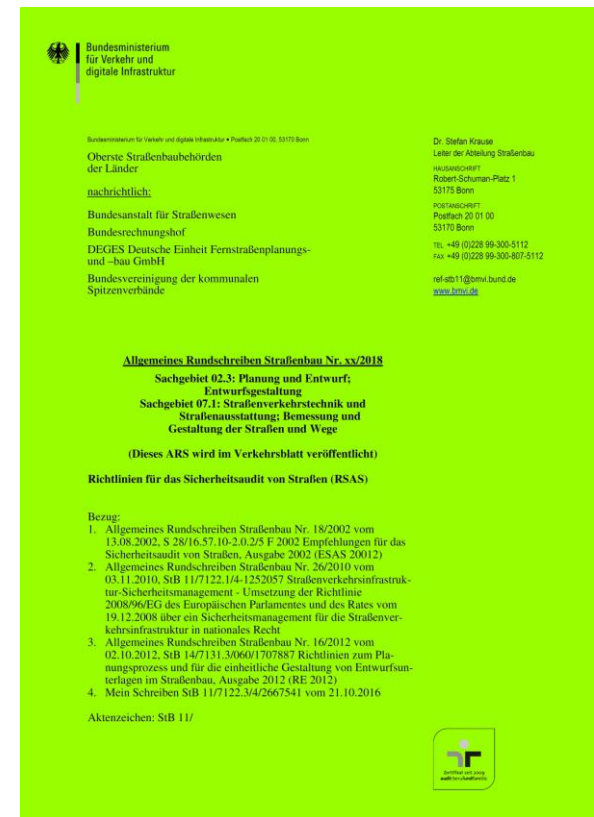 Bundesministerium
für Verkehr und
digitale Infrastruktur
Bundesministerium für Verkehr und digitale Infrastruktur • Postfach 20 01 00, 53170 Bonn
Oberste Straßenbaubehörden
der Länder
nachrichtlich:
Bundesanstalt für Straßenwesen
Bundesrechnungshof
DEGES Deutsche Einheit Fernstraßenplanungs-
und –bau GmbH
Bundesvereinigung der kommunalen
Spitzenverbände
Dr. Stefan Krause
Leiter der Abteilung Straßenbau
HAUSANSCHRIFT
Robert-Schuman-Platz 1
53175 Bonn
POSTANSCHRIFT
Postfach 20 01 00
53170 Bonn
TEL +49 (0)228 99-300-5112
FAX +49 (0)228 99-300-807-5112
ref-stb11@bmvi.bund.de
www.bmvi.de
Allgemeines Rundschreiben Straßenbau Nr. xx/2018
Sachgebiet 02.3: Planung und Entwurf;
Entwurfsgestaltung
Sachgebiet 07.1: Straßenverkehrstechnik und
Straßenausstattung; Bemessung und
Gestaltung der Straßen und Wege
(Dieses ARS wird im Verkehrsblatt veröffentlicht)
Richtlinien für das Sicherheitsaudit von Straßen (RSAS)
Bezug:
1. Allgemeines Rundschreiben Straßenbau Nr. 18/2002 vom
13.08.2002, S 28/16.57.10-2.0.2/5 F 2002 Empfehlungen für das
Sicherheitsaudit von Straßen, Ausgabe 2002 (ESAS 20012)
2. Allgemeines Rundschreiben Straßenbau Nr. 26/2010 vom
03.11.2010, StB 11/7122.1/4-1252057 Straßenverkehrsinfrastruk-
tur-Sicherheitsmanagement - Umsetzung der Richtlinie
2008/96/EG des Europäischen Parlamentes und des Rates vom
19.12.2008 über ein Sicherheitsmanagement für die Straßenver-
kehrsinfrastruktur in nationales Recht
3. Allgemeines Rundschreiben Straßenbau Nr. 16/2012 vom
02.10.2012, StB 14/7131.3/060/1707887 Richtlinien zum Pla-
nungsprozess und für die einheitliche Gestaltung von Entwurfsun-
terlagen im Straßenbau, Ausgabe 2012 (RE 2012)
4. Mein Schreiben StB 11/7122.3/4/2667541 vom 21.10.2016
Aktenzeichen: StB 11/
Zertifikat seit 2009
audit berufundfamilie